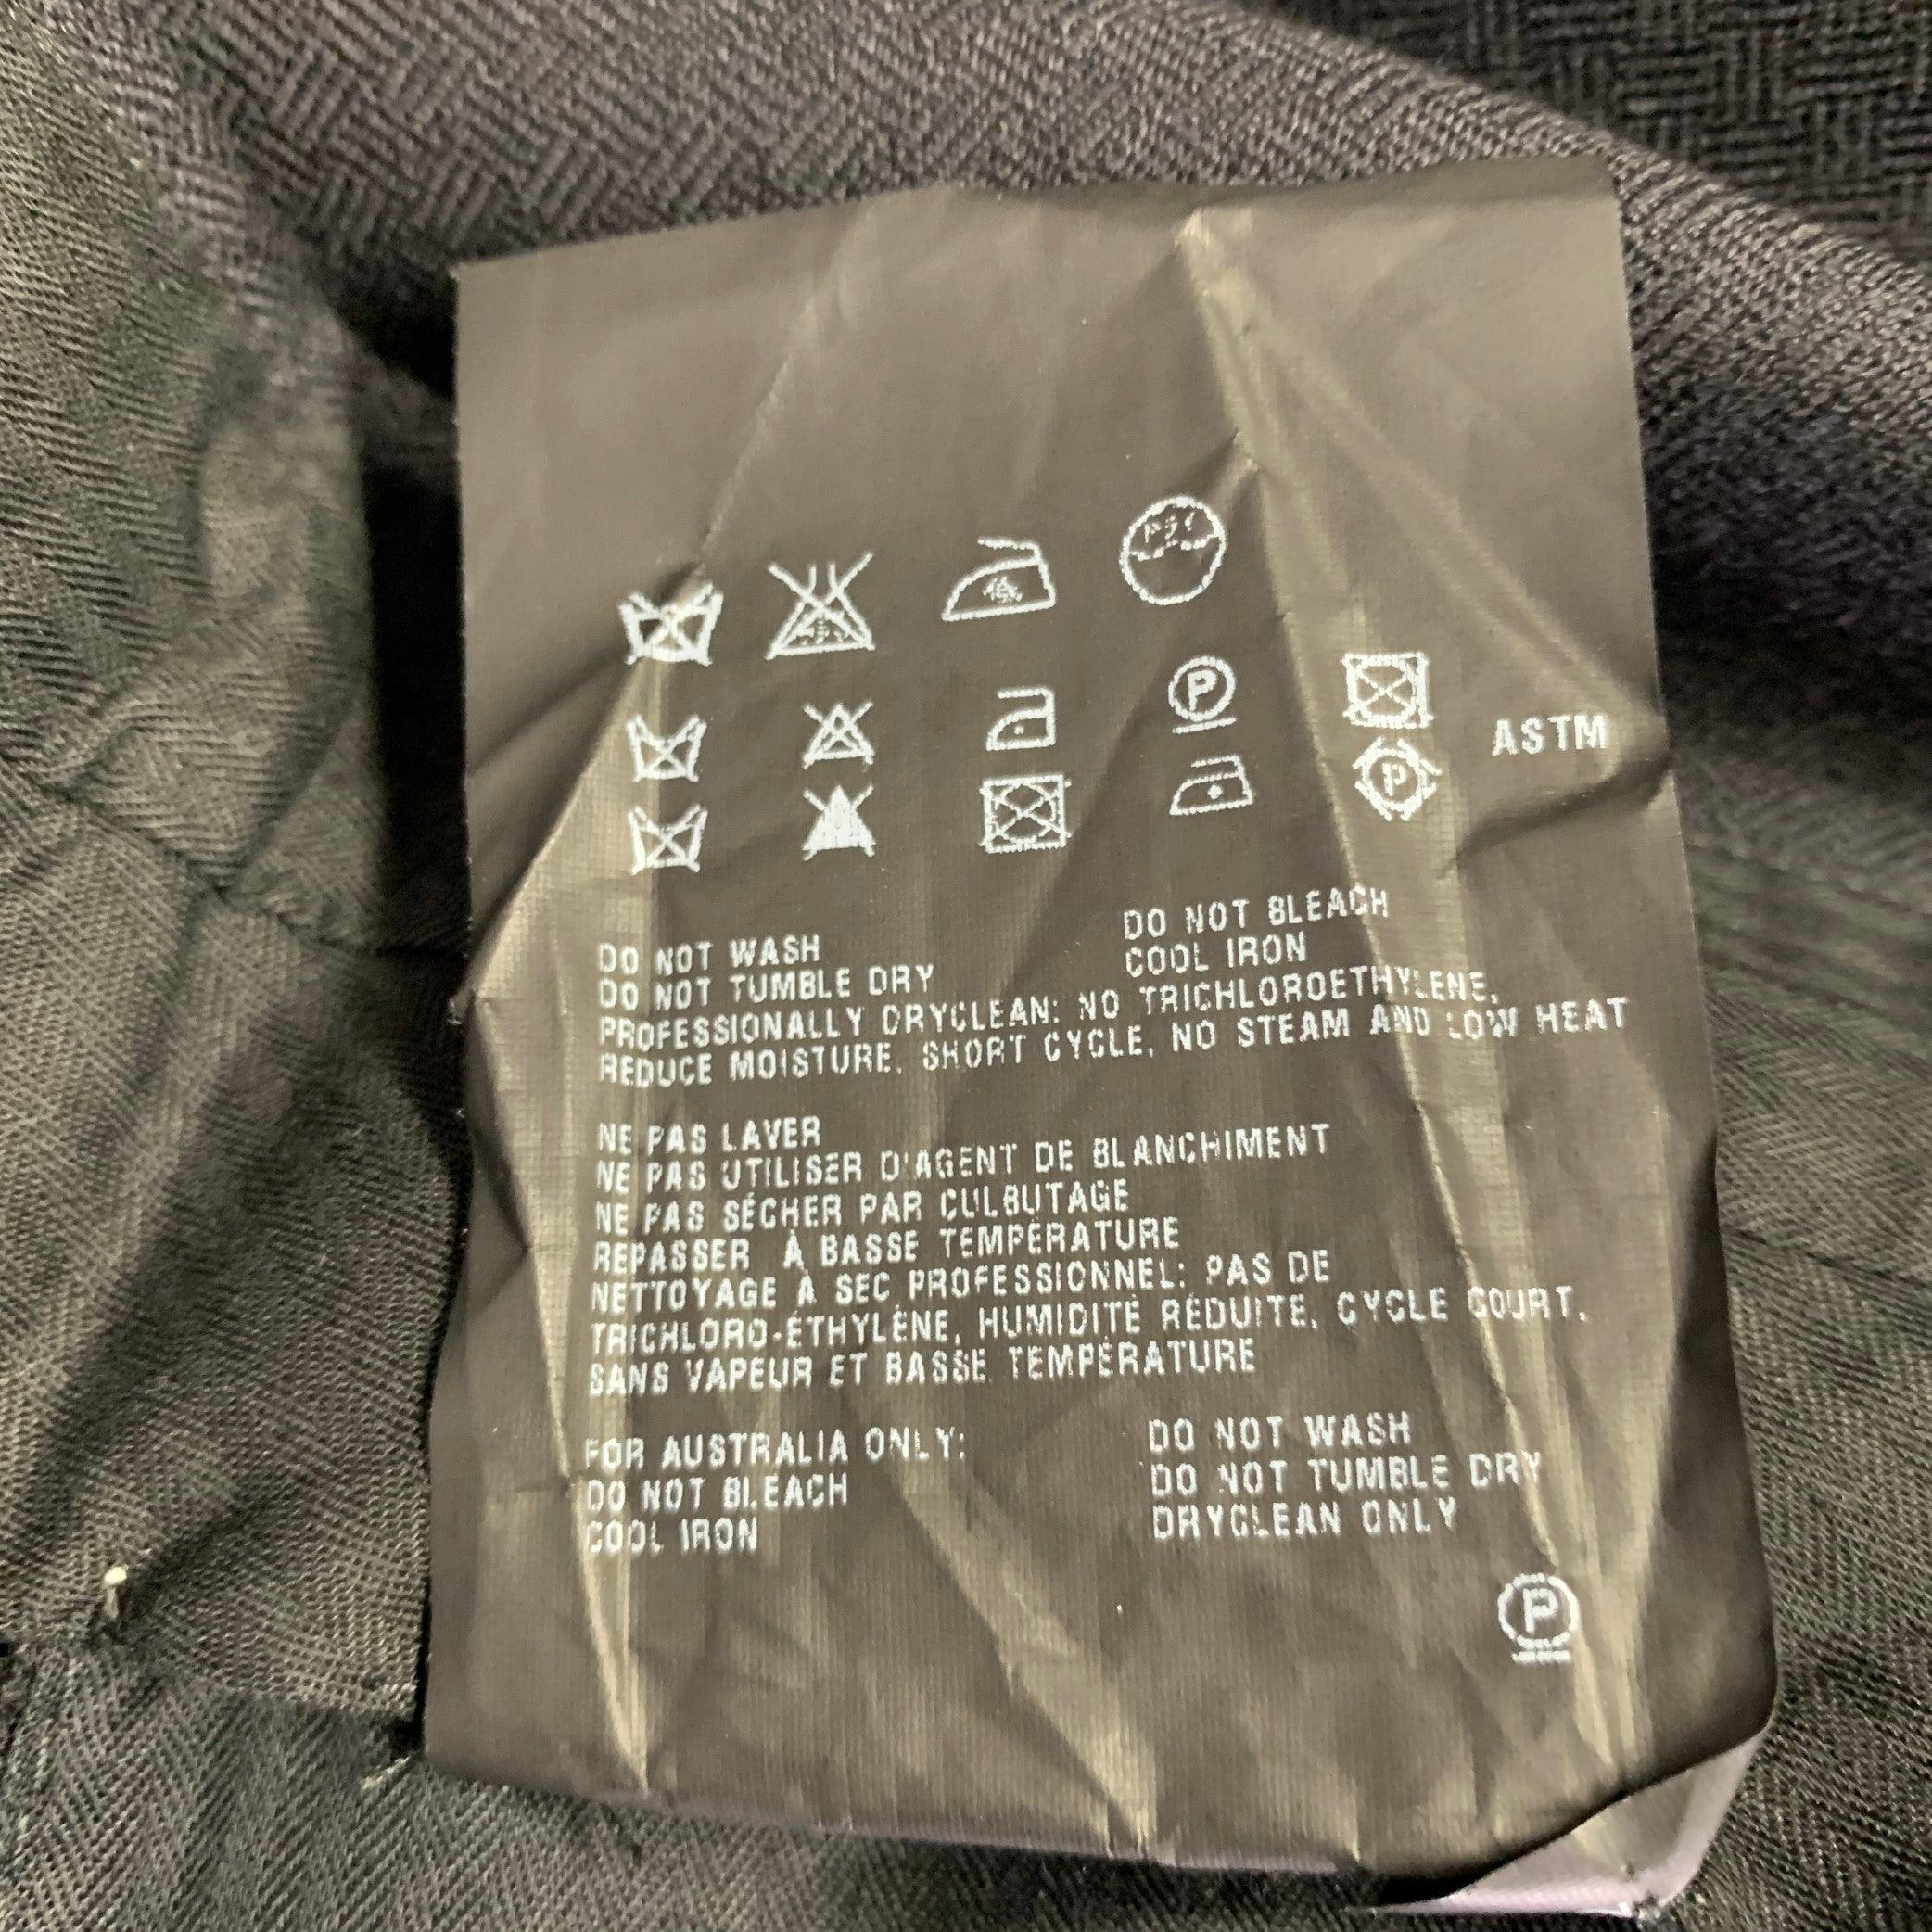 低
P
ASTM
P
DO NOT WASH DO NOT BLEACH
DO NOT TUMBLE DRY COOL IRON
PROFESSIONALLY DRYCLEAN: NO TRICHLOROETHYLENE,
REDUCE MOISTURE, SHORT CYCLE, NO STEAM AND LOW HEAT
NE PAS LAVER
NE PAS UTILISER D'AGENT DE BLANCHIMENT
NE PAS SÉCHER PAR CULBUTAGE
REPASSER À BASSE TEMPÉRATURE
NETTOYAGE À SEC PROFESSIONNEL: PAS DE
TRICHLORO-ÉTHYLÈNE, HUMIDITÉ RÉDUITE, CYCLE COURT,
SANS VAPEUR ET BASSE TEMPÉRATURE
FOR AUSTRALIA ONLY: DO NOT WASH
DO NOT BLEACH DO NOT TUMBLE DRY
COOL IRON DRYCLEAN ONLY
P